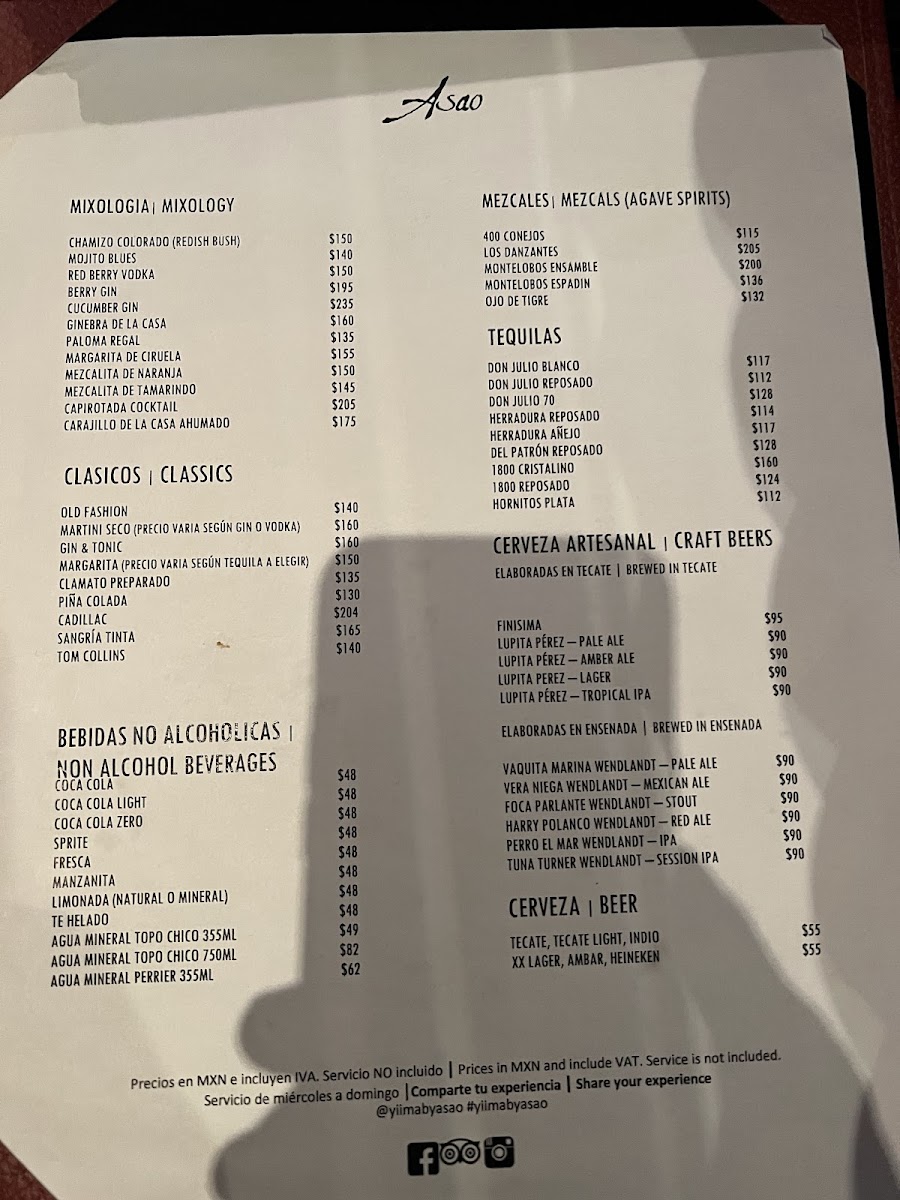 Asao
MIXOLOGIA | MIXOLOGY
CHAMIZO COLORADO (REDISH BUSH) $150
MOJITO BLUES $140
RED BERRY VODKA $150
BERRY GIN $195
CUCUMBER GIN $235
GINEBRA DE LA CASA $160
PALOMA REGAL $135
MARGARITA DE CIRUELA $155
MEZCALITA DE NARANJA $150
MEZCALITA DE TAMARINDO $145
CAPIROTADA COCKTAIL $205
CARAJILLO DE LA CASA AHUMADO $175
CLASICOS | CLASSICS
OLD FASHION $140
MARTINI SECO (PRECIO VARIA SEGÚN GIN O VODKA) $160
GIN & TONIC $160
MARGARITA (PRECIO VARIA SEGÚN TEQUILA A ELEGIR) $150
CLAMATO PREPARADO $135
PIÑA COLADA $130
CADILLAC $204
SANGRÍA TINTA $165
TOM COLLINS $140
BEBIDAS NO ALCOHOLICAS |
NON ALCOHOL BEVERAGES
COCA COLA $48
COCA COLA LIGHT $48
COCA COLA ZERO $48
SPRITE $48
FRESCA $48
MANZANITA $48
LIMONADA (NATURAL O MINERAL) $48
TE HELADO $48
AGUA MINERAL TOPO CHICO 355ML $49
AGUA MINERAL TOPO CHICO 750ML $82
AGUA MINERAL PERRIER 355ML $62
MEZCALES | MEZCALS (AGAVE SPIRITS)
400 CONEJOS $115
LOS DANZANTES $205
MONTELOBOS ENSAMBLE $200
MONTELOBOS ESPADIN $136
OJO DE TIGRE $132
TEQUILAS
DON JULIO BLANCO $117
DON JULIO REPOSADO $112
DON JULIO 70 $128
HERRADURA REPOSADO $114
HERRADURA AÑEJO $117
DEL PATRÓN REPOSADO $128
1800 CRISTALINO $160
1800 REPOSADO $124
HORNITOS PLATA $112
CERVEZA ARTESANAL | CRAFT BEERS
ELABORADAS EN TECATE | BREWED IN TECATE
FINISIMA $95
LUPITA PÉREZ – PALE ALE $90
LUPITA PÉREZ – AMBER ALE $90
LUPITA PEREZ – LAGER $90
LUPITA PÉREZ – TROPICAL IPA $90
ELABORADAS EN ENSENADA | BREWED IN ENSENADA
VAQUITA MARINA WENDLANDT – PALE ALE $90
VERA NIEGA WENDLANDT – MEXICAN ALE $90
FOCA PARLANTE WENDLANDT – STOUT $90
HARRY POLANCO WENDLANDT – RED ALE $90
PERRO EL MAR WENDLANDT – IPA $90
TUNA TURNER WENDLANDT – SESSION IPA $90
CERVEZA | BEER
TECATE, TECATE LIGHT, INDIO $55
XX LAGER, AMBAR, HEINEKEN $55
Precios en MXN e incluyen IVA. Servicio NO incluido | Prices in MXN and include VAT. Service is not included.
Servicio de miércoles a domingo | Comparte tu experiencia | Share your experience
@yiimabyasao #yiimabyasao